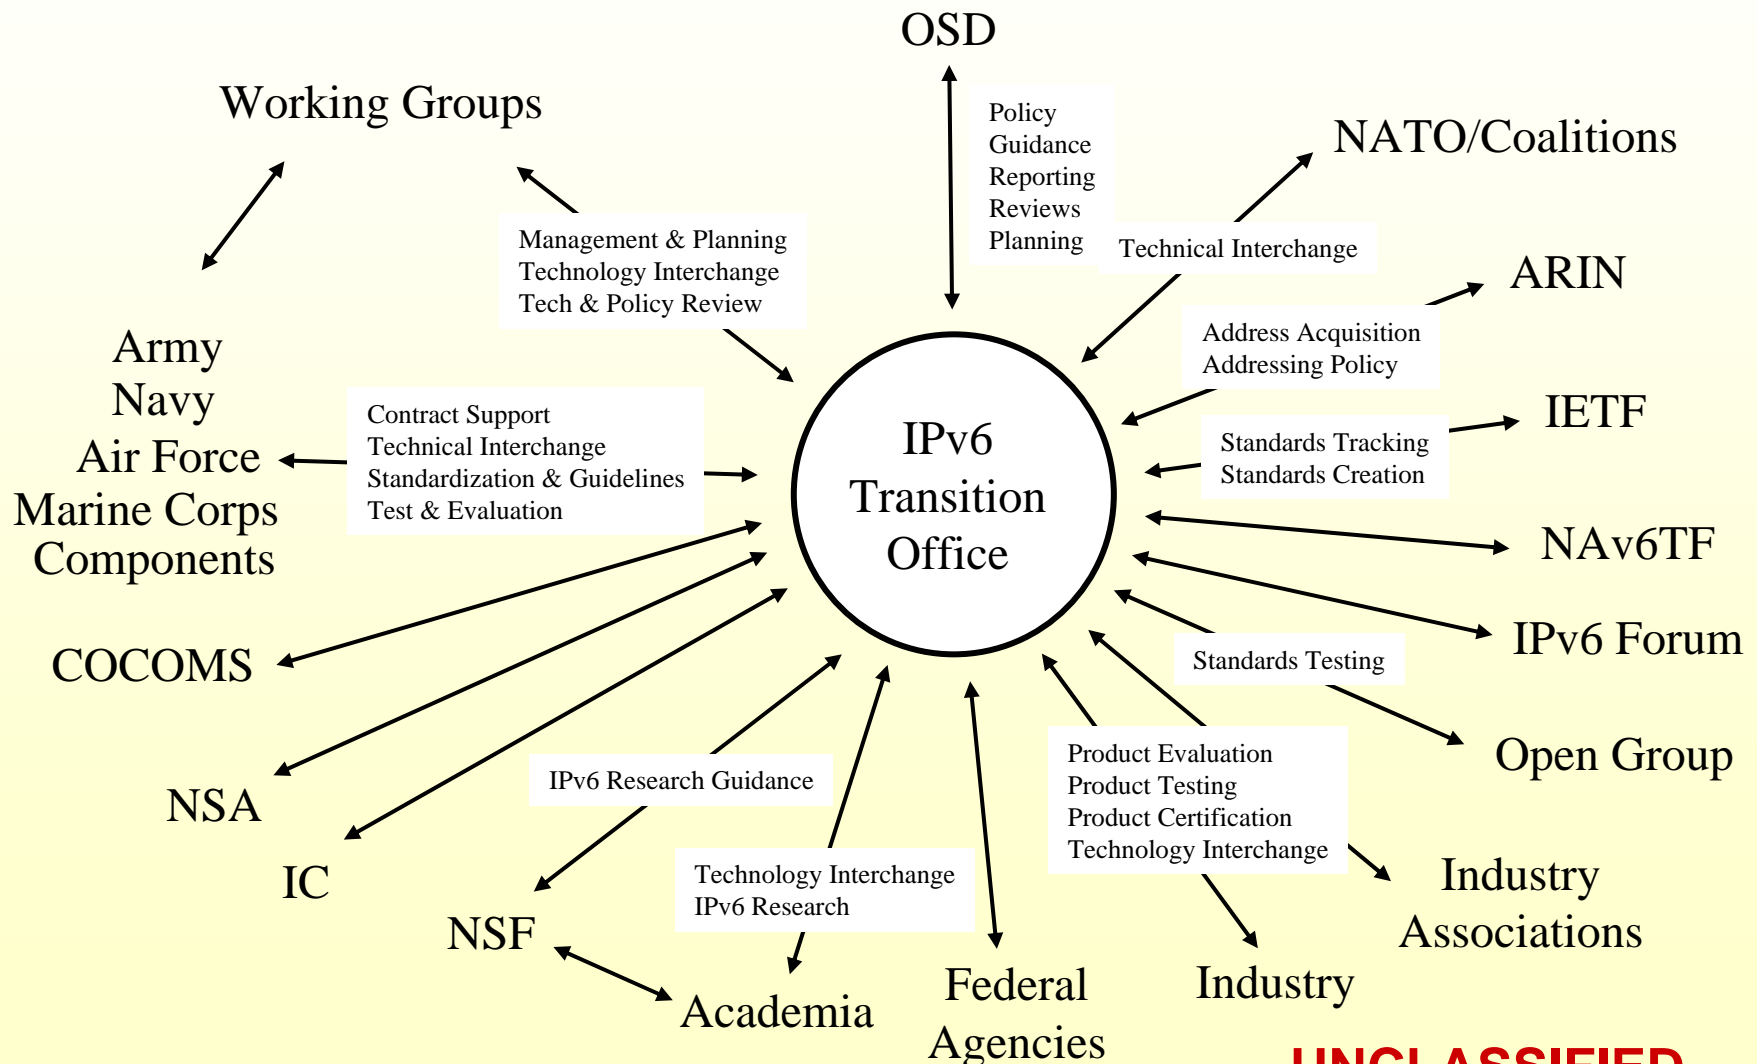 OSD
Working Groups
Policy
Guidance
Reporting
Reviews
Planning
NATO/Coalitions
Management & Planning
Technology Interchange
Tech & Policy Review
Technical Interchange
ARIN
Address Acquisition
Addressing Policy
Army
Navy
Air Force
Marine Corps
Components
Contract Support
Technical Interchange
Standardization & Guidelines
Test & Evaluation
IPv6
Transition
Office
IETF
Standards Tracking
Standards Creation
NAv6TF
IPv6 Forum
COCOMS
Standards Testing
Open Group
NSA
IPv6 Research Guidance
Product Evaluation
Product Testing
Product Certification
Technology Interchange
IC
Technology Interchange
IPv6 Research
Industry
Associations
NSF
Academia
Federal
Agencies
Industry
UNCLASSIFIED